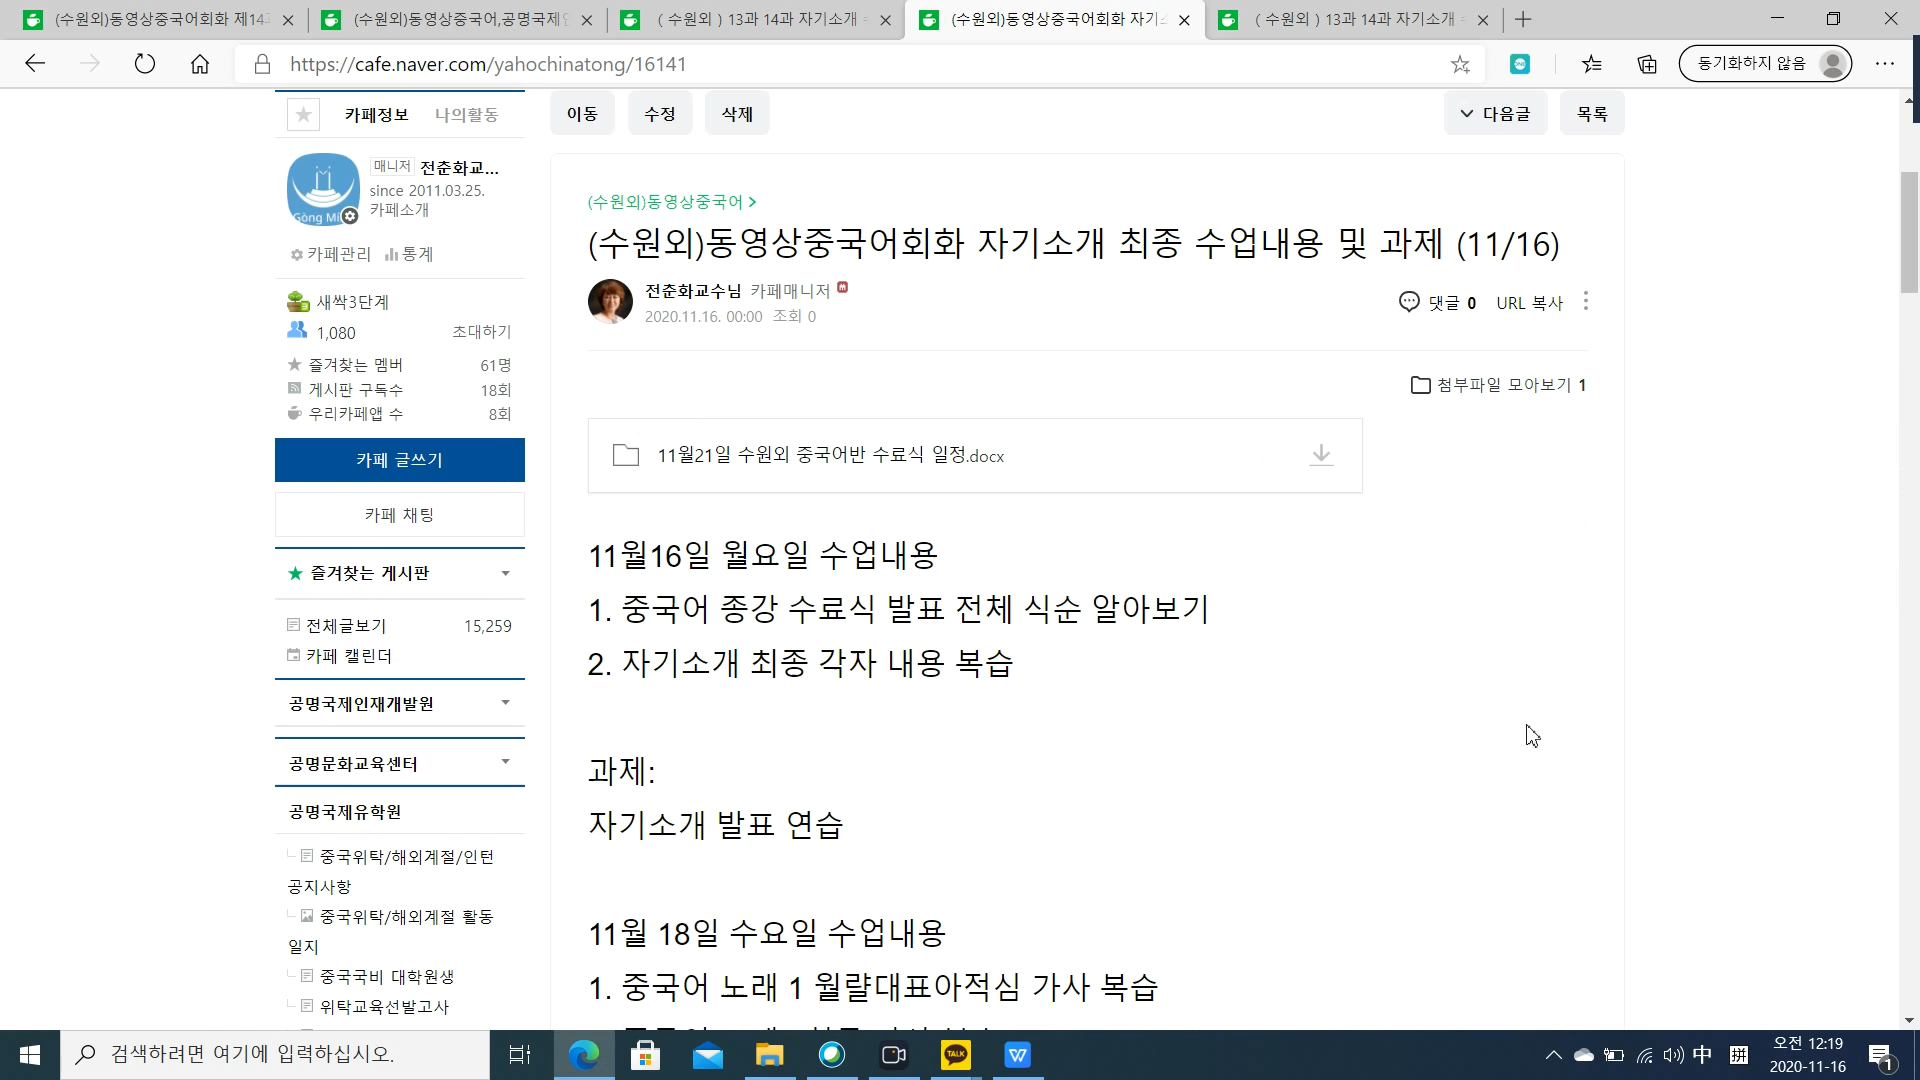 (수원외)동영상중국어회화 제14
(수원외)동영상중국어,공명국제인
( 수원외 ) 13과 14과 자기소개
(수원외)동영상중국어회화 자기소
( 수원외 ) 13과 14과 자기소개
https://cafe.naver.com/yahochinatong/16141
동기화하지 않음
카페정보 나의활동
이동 수정 삭제
다음글 목록
매니저 전춘화교...
since 2011.03.25.
카페소개
Gòng Mí
카페관리 통계
(수원외)동영상중국어 >
(수원외)동영상중국어회화 자기소개 최종 수업내용 및 과제 (11/16)
전춘화교수님 카페매니저
2020.11.16. 00:00 조회 0
댓글 0 URL 복사
새싹3단계
1,080 초대하기
즐겨찾는 멤버 61명
게시판 구독수 18회
우리카페앱 수 8회
첨부파일 모아보기 1
11월21일 수원외 중국어반 수료식 일정.docx
카페 글쓰기
카페 채팅
즐겨찾는 게시판
전체글보기 15,259
카페 캘린더
공명국제인재개발원
공명문화교육센터
공명국제유학원
중국위탁/해외계절/인턴
공지사항
중국위탁/해외계절 활동
일지
중국국비 대학원생
위탁교육선발고사
11월16일 월요일 수업내용
1. 중국어 종강 수료식 발표 전체 식순 알아보기
2. 자기소개 최종 각자 내용 복습
과제:
자기소개 발표 연습
11월 18일 수요일 수업내용
1. 중국어 노래 1 월량대표아적심 가사 복습
검색하려면 여기에 입력하십시오.
TALK
中
拼
오전 12:19
2020-11-16
1